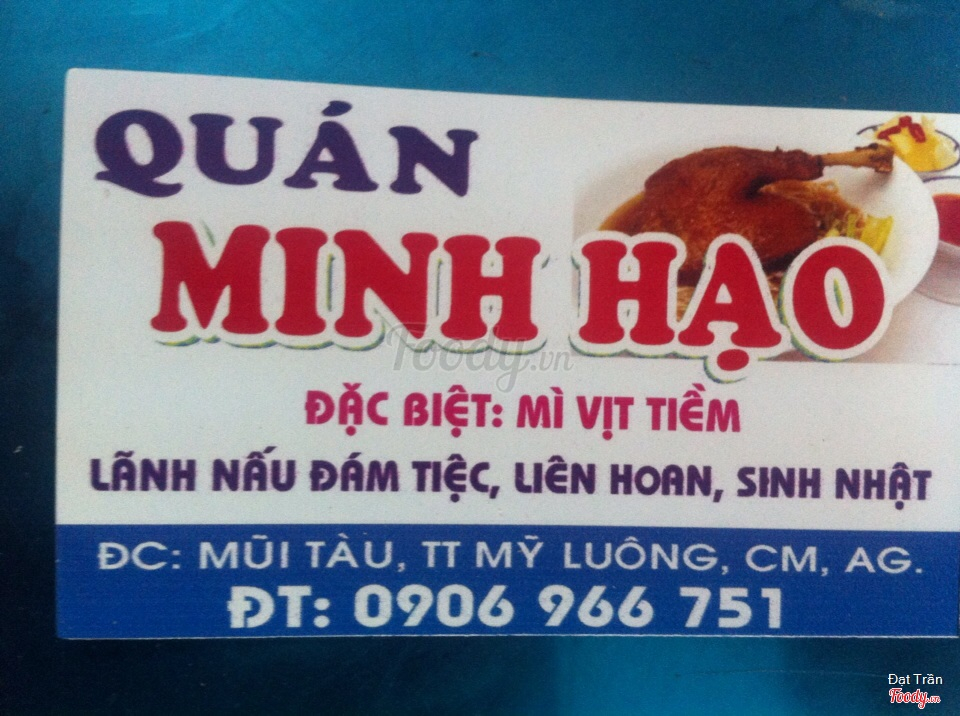 QUÁN
MINH HẠO
ĐẶC BIỆT: MÌ VỊT TIỀM
LÃNH NẤU ĐÁM TIỆC, LIÊN HOAN, SINH NHẬT
ĐC: MŨI TÀU, TT MỸ LUÔNG, CM, AG.
ĐT: 0906 966 751
Foody.vn
Đạt Trần
Foody.vn